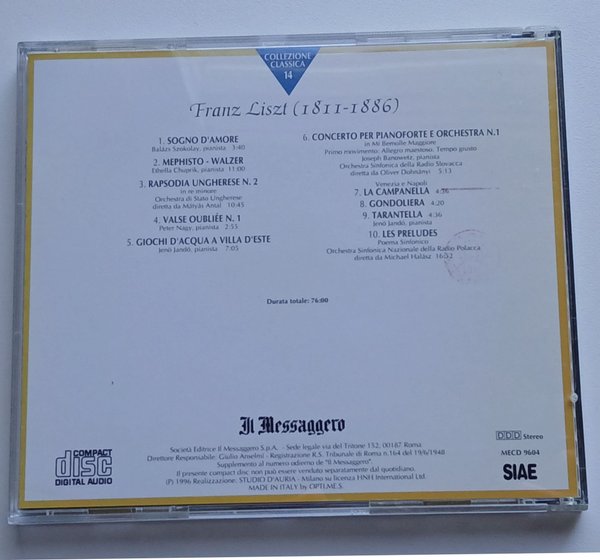 COLLEZIONE
CLASSICA
14
Franz Liszt (1811-1886)
1. SOGNO D'AMORE
Balázs Szokolay, pianista 3:40
2. MEPHISTO - WALZER
Ethella Chuprik, pianista 11:00
3. RAPSODIA UNGHERESE N. 2
in re minore
Orchestra di Stato Ungherese
diretta da Mátyás Antal 10:45
4. VALSE OUBLIÉE N. 1
Peter Nagy, pianista 2:55
5. GIOCHI D'ACQUA A VILLA D'ESTE
Jenö Jandó, pianista 7:05
6. CONCERTO PER PIANOFORTE E ORCHESTRA N.1
in Mi Bemolle Maggiore
Primo movimento: Allegro maestoso. Tempo giusto
Joseph Banowetz, pianista
Orchestra Sinfonica della Radio Slovacca
diretta da Oliver Dohnányi 5:13
Venezia e Napoli
7. LA CAMPANELLA 4:36
8. GONDOLIERA 4:20
9. TARANTELLA 4:36
Jenö Jandó, pianista
10. LES PRELUDES
Poema Sinfonico
Orchestra Sinfonica Nazionale della Radio Polacca
diretta da Michael Halász 16:52
Durata totale: 76:00
Il Messaggero
Società Editrice Il Messaggero S.p.A. - Sede legale via del Tritone 152, 00187 Roma
Direttore Responsabile: Giulio Anselmi - Registrazione R.S. Tribunale di Roma n.164 del 19/6/1948
Supplemento al numero odierno de "Il Messaggero".
Il presente compact disc non può essere venduto separatamente dal quotidiano.
(P) 1996 Realizzazione: STUDIO D'AURIA - Milano su licenza HNH International Ltd.
MADE IN ITALY by OPTI.ME.S.
COMPACT
disc
DIGITAL AUDIO
DDD Stereo
MECD 9604
SIAE